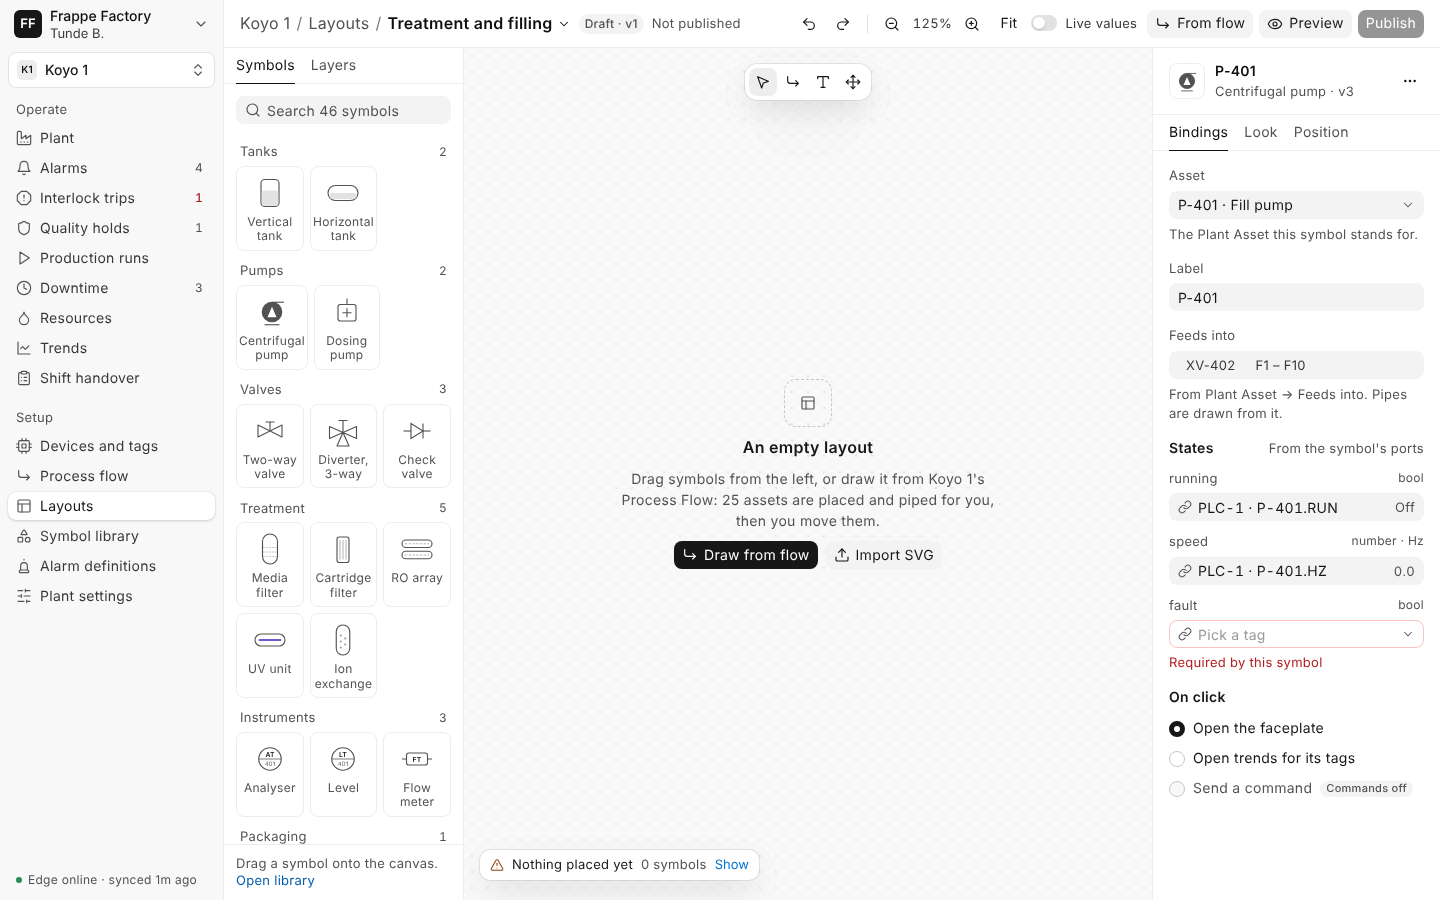 FF
Frappe Factory
Tunde B.
K1
Koyo 1
Operate
Plant
Alarms 4
Interlock trips 1
Quality holds 1
Production runs
Downtime 3
Resources
Trends
Shift handover
Setup
Devices and tags
Process flow
Layouts
Symbol library
Alarm definitions
Plant settings
Edge online · synced 1m ago
Koyo 1 / Layouts / Treatment and filling Draft · v1 Not published
125% Fit Live values From flow Preview Publish
Symbols Layers
Search 46 symbols
Tanks 2
Vertical
tank
Horizontal
tank
Pumps 2
Centrifugal
pump
Dosing
pump
Valves 3
Two-way
valve
Diverter,
3-way
Check
valve
Treatment 5
Media
filter
Cartridge
filter
RO array
UV unit
Ion
exchange
Instruments 3
AT
401
Analyser
LT
401
Level
FT
Flow
meter
Packaging 1
Drag a symbol onto the canvas.
Open library
An empty layout
Drag symbols from the left, or draw it from Koyo 1's
Process Flow: 25 assets are placed and piped for you,
then you move them.
Draw from flow Import SVG
Nothing placed yet 0 symbols Show
P-401
Centrifugal pump · v3
Bindings Look Position
Asset
P-401 · Fill pump
The Plant Asset this symbol stands for.
Label
P-401
Feeds into
XV-402 F1 – F10
From Plant Asset → Feeds into. Pipes
are drawn from it.
States From the symbol's ports
running bool
PLC-1 · P-401.RUN Off
speed number · Hz
PLC-1 · P-401.HZ 0.0
fault bool
Pick a tag
Required by this symbol
On click
Open the faceplate
Open trends for its tags
Send a command Commands off